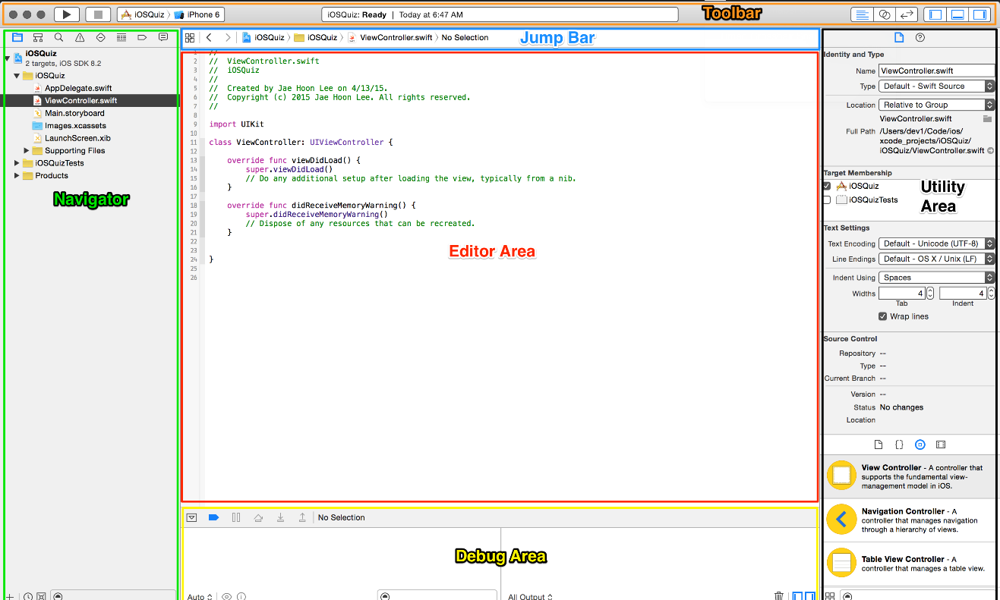 iOSQuiz › iPhone 6
iOSQuiz: Ready | Today at 6:47 AM
Toolbar
iOSQuiz
2 targets, iOS SDK 8.2
iOSQuiz
AppDelegate.swift
ViewController.swift
Main.storyboard
Images.xcassets
LaunchScreen.xib
Supporting Files
iOSQuizTests
Products
Navigator
iOSQuiz › iOSQuiz › ViewController.swift › No Selection
Jump Bar
1 //
2 // ViewController.swift
3 // iOSQuiz
4 //
5 // Created by Jae Hoon Lee on 4/13/15.
6 // Copyright (c) 2015 Jae Hoon Lee. All rights reserved.
7 //
8
9 import UIKit
10
11 class ViewController: UIViewController {
12
13 override func viewDidLoad() {
14 super.viewDidLoad()
15 // Do any additional setup after loading the view, typically from a nib.
16 }
17
18 override func didReceiveMemoryWarning() {
19 super.didReceiveMemoryWarning()
20 // Dispose of any resources that can be recreated.
21 }
22
23
24 }
25
26
Editor Area
No Selection
Debug Area
Auto
All Output
Identity and Type
Name ViewController.swift
Type Default - Swift Source
Location Relative to Group
ViewController.swift
Full Path /Users/dev1/Code/ios/
xcode_projects/iOSQuiz/
iOSQuiz/ViewController.swift
Target Membership
iOSQuiz
iOSQuizTests
Utility
Area
Text Settings
Text Encoding Default - Unicode (UTF-8)
Line Endings Default - OS X / Unix (LF)
Indent Using Spaces
Widths 4 4
Tab Indent
Wrap lines
Source Control
Repository --
Type --
Current Branch --
Version --
Status No changes
Location
{}
View Controller - A controller that
supports the fundamental view-
management model in iOS.
Navigation Controller - A
controller that manages navigation
through a hierarchy of views.
Table View Controller - A
controller that manages a table view.